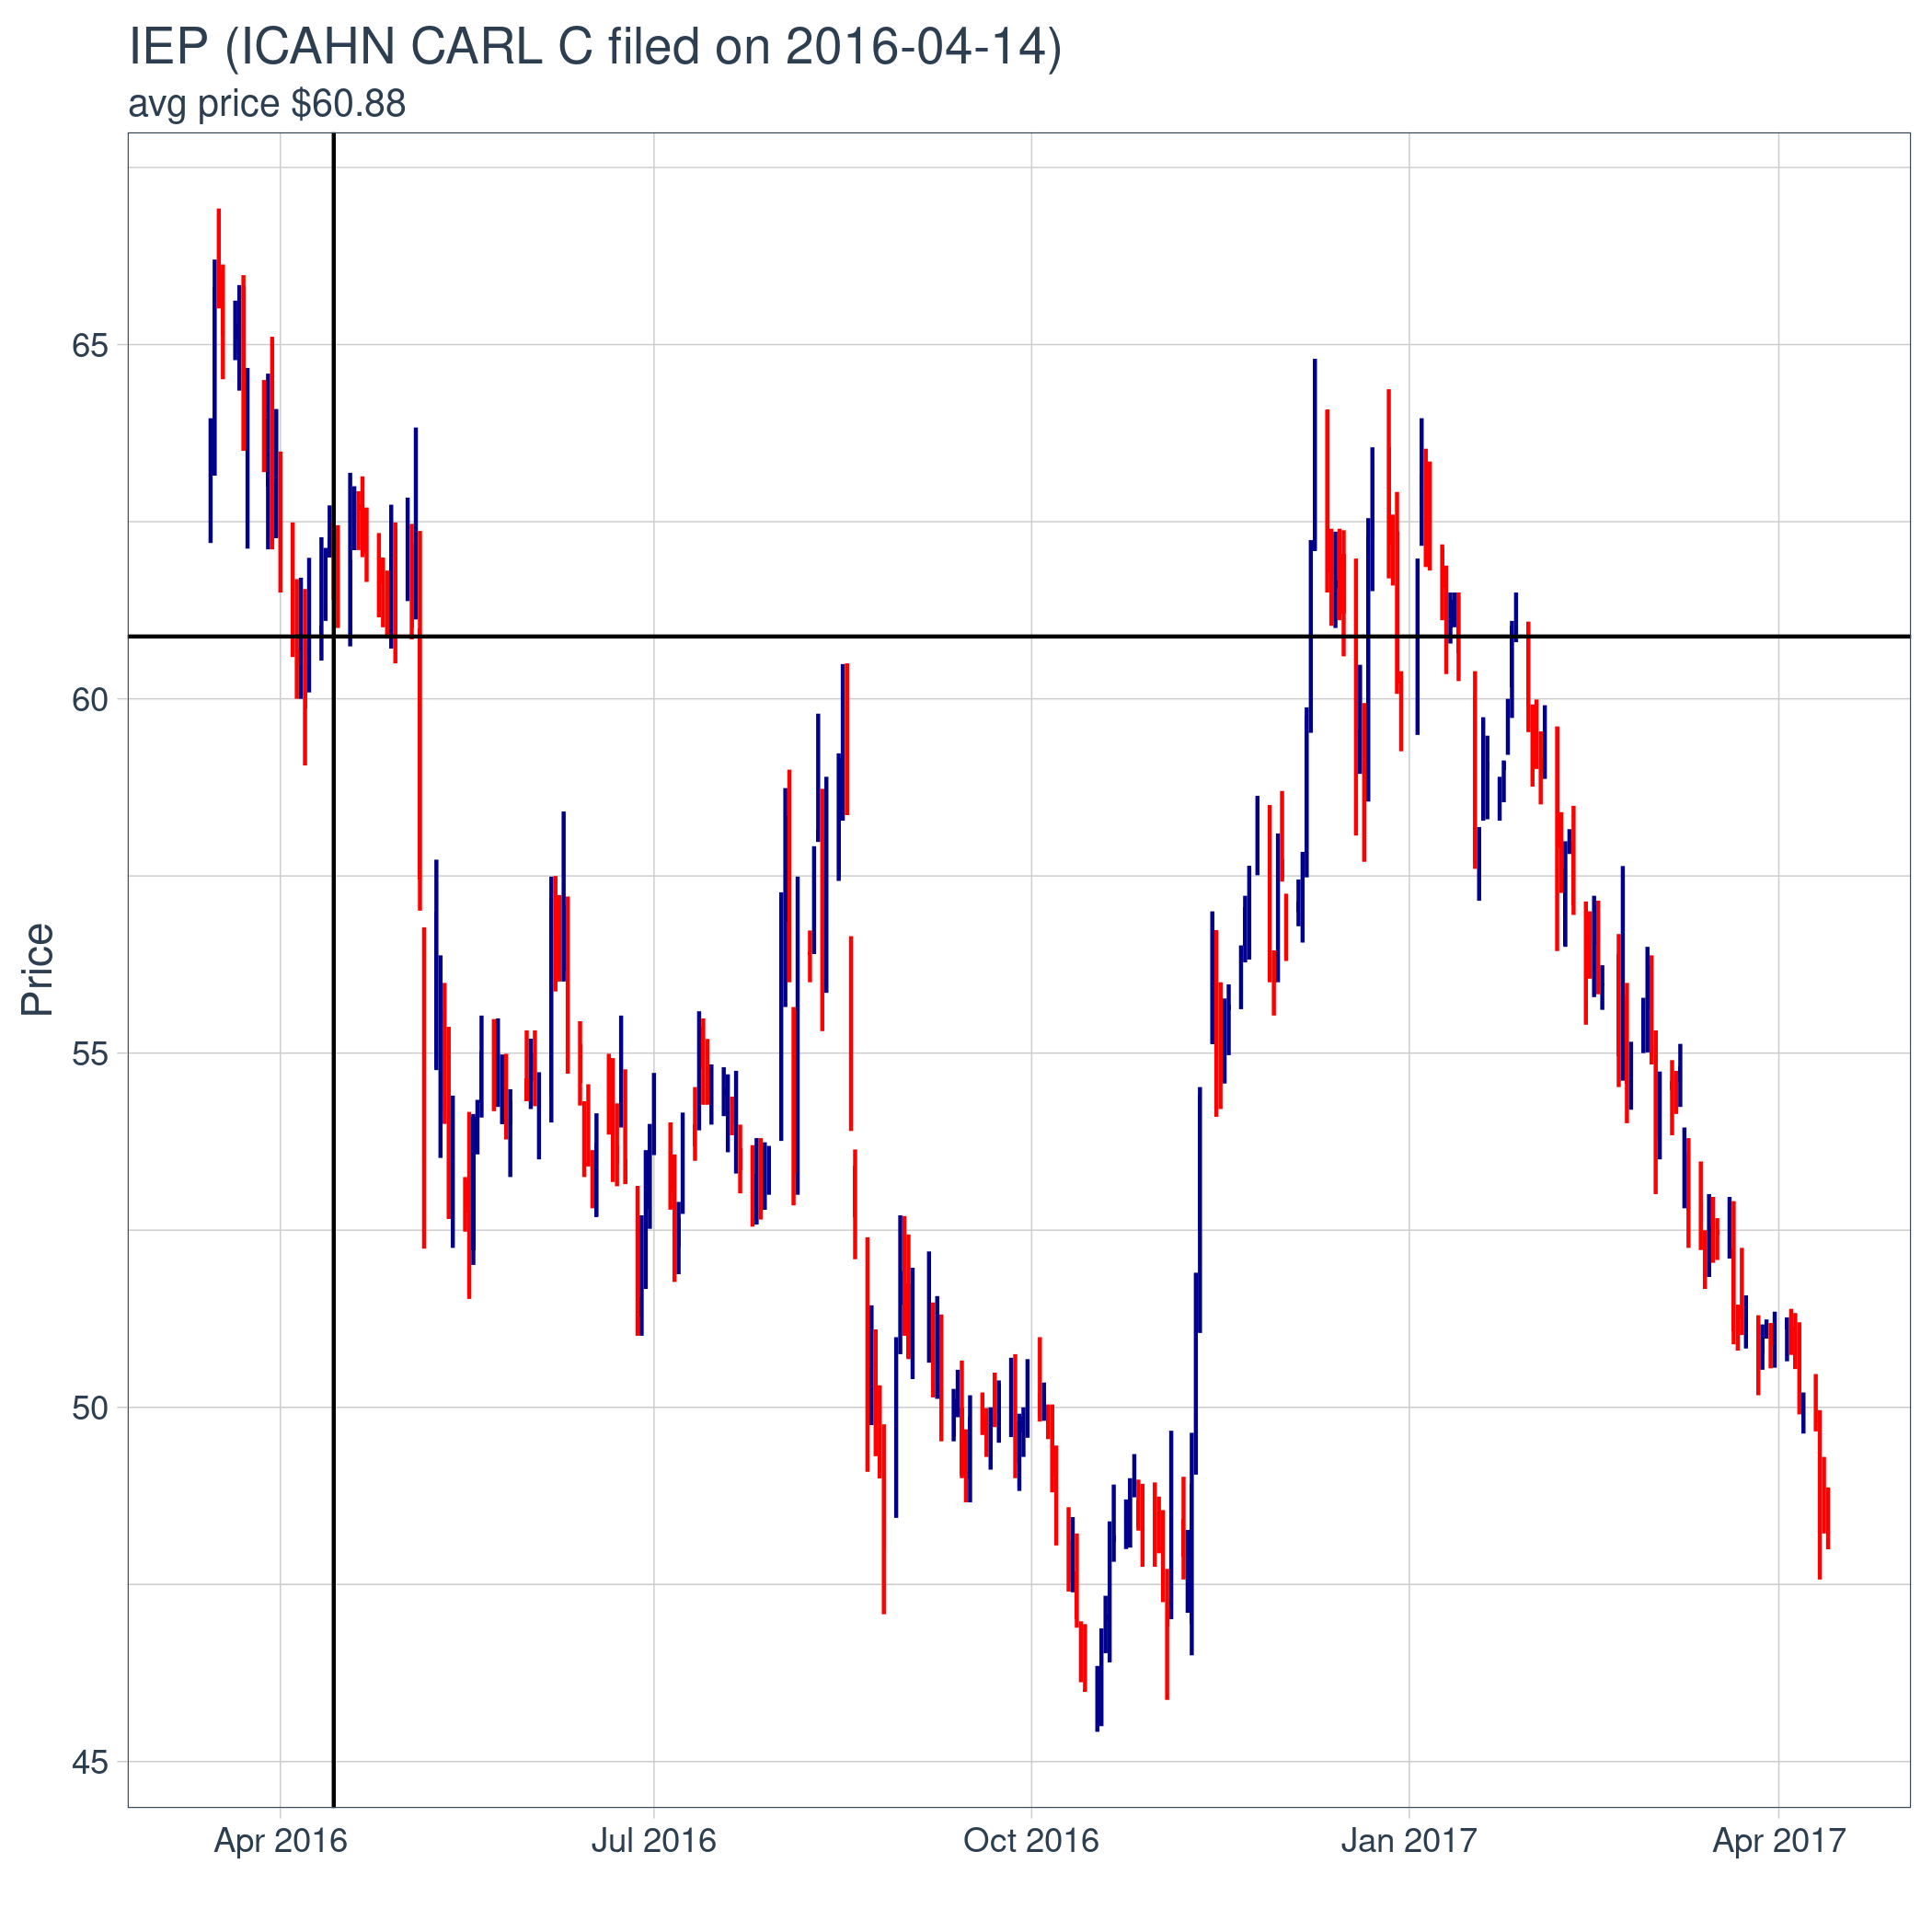 IEP (ICAHN CARL C filed on 2016-04-14)
avg price $60.88
65
60
55
50
45
Price
Apr 2016
Jul 2016
Oct 2016
Jan 2017
Apr 2017